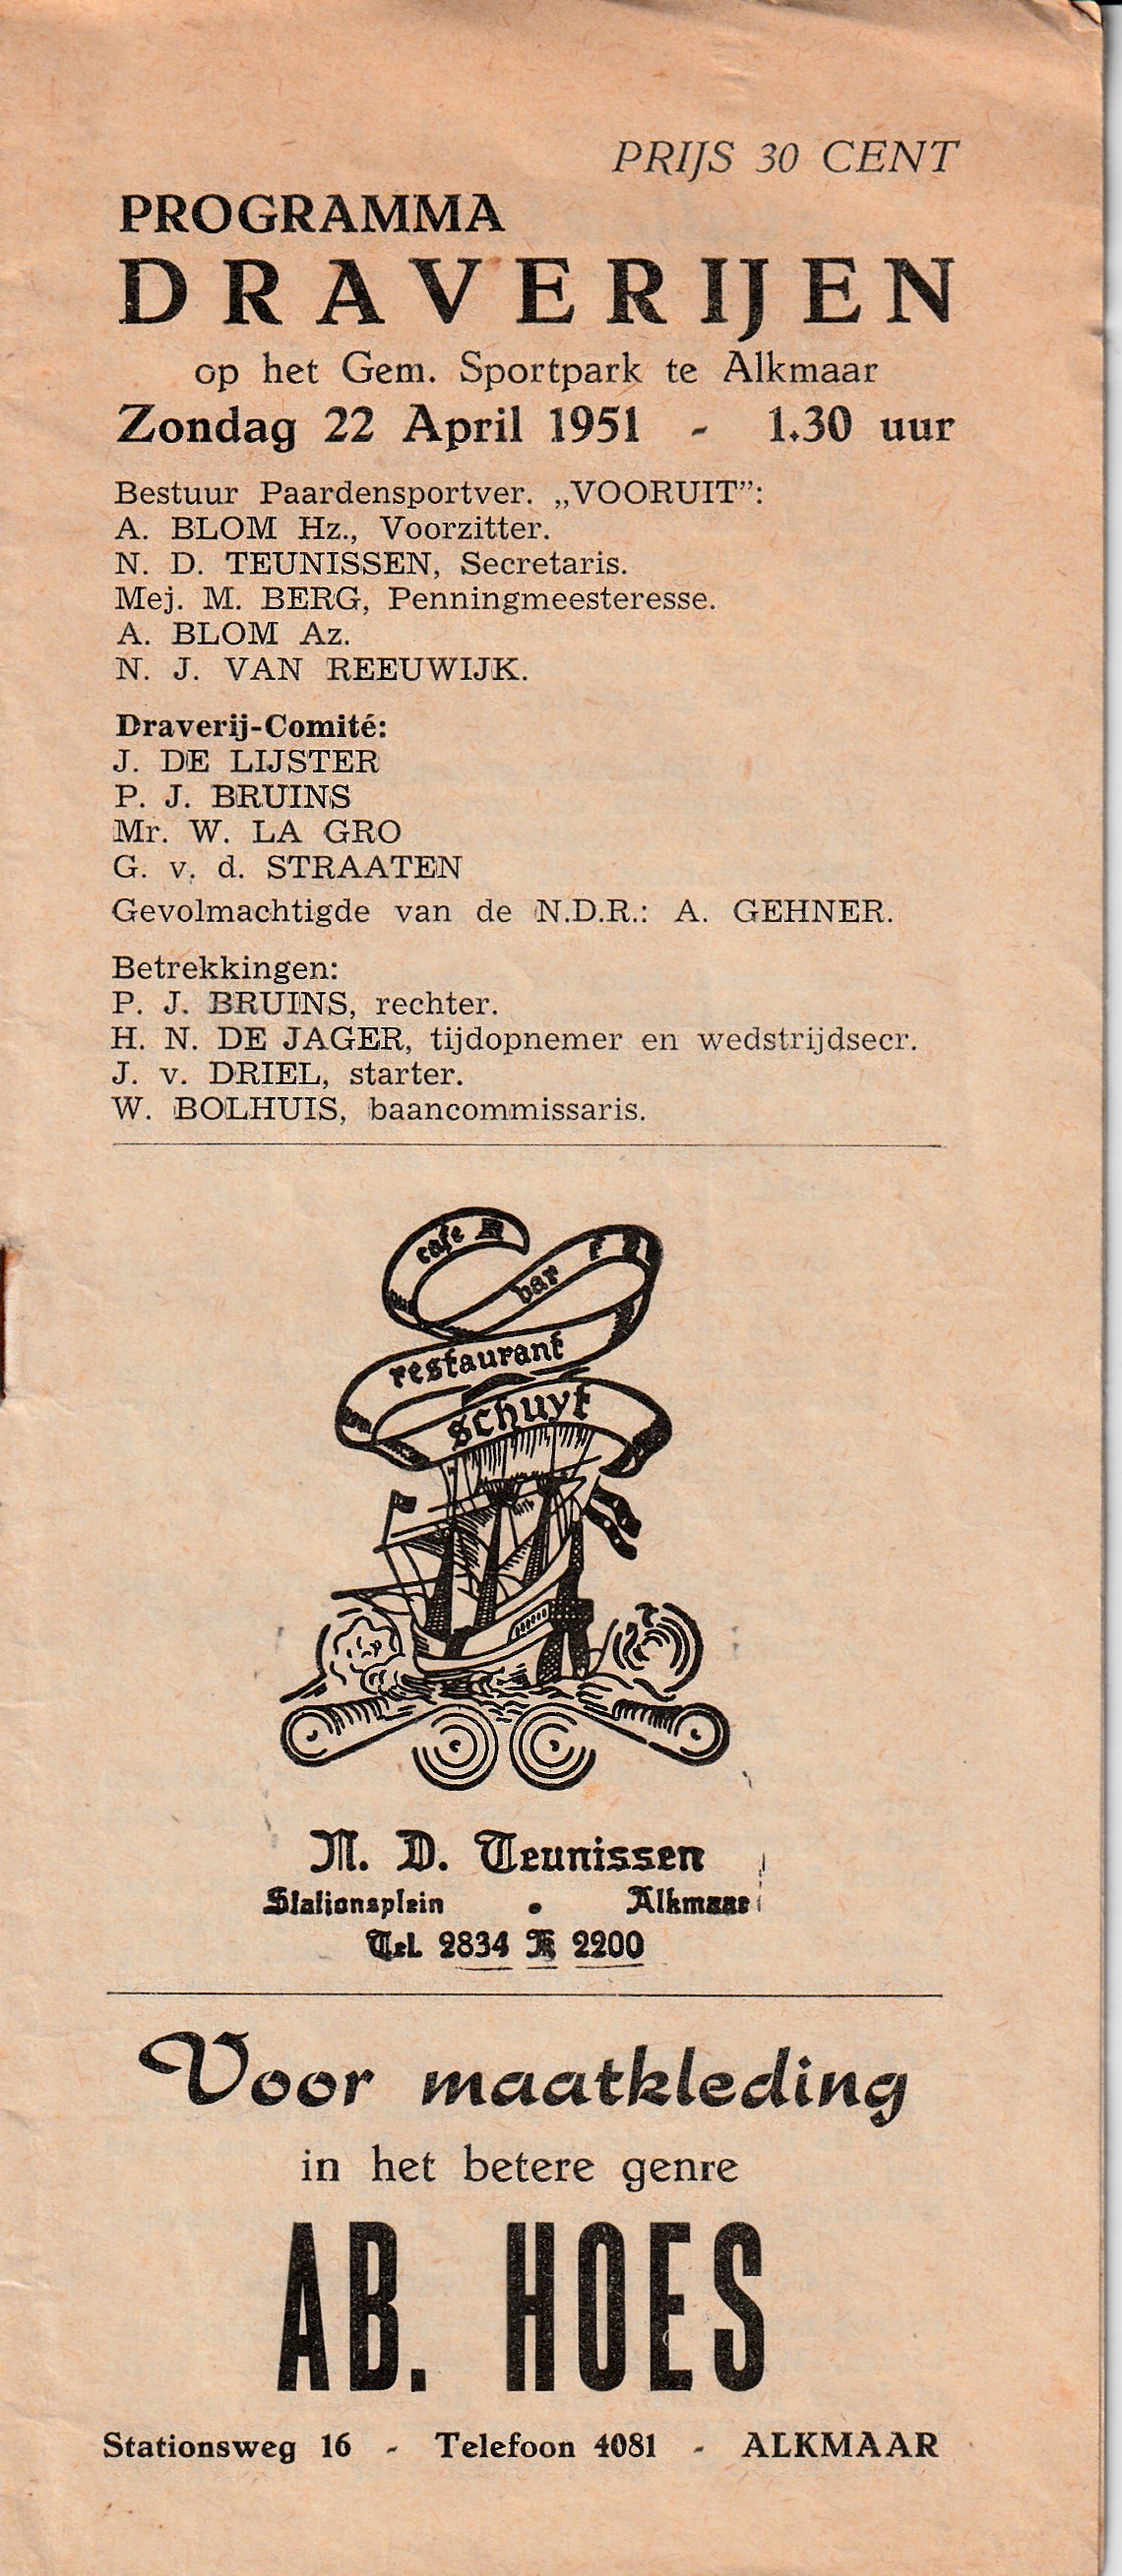 PRIJS 30 CENT
PROGRAMMA
DRAVERIJEN
op het Gem. Sportpark te Alkmaar
Zondag 22 April 1951 - 1.30 uur
Bestuur Paardensportver. „VOORUIT”:
A. BLOM Hz., Voorzitter.
N. D. TEUNISSEN, Secretaris.
Mej. M. BERG, Penningmeesteresse.
A. BLOM Az.
N. J. VAN REEUWIJK.
Draverij-Comité:
J. DE LIJSTER
P. J. BRUINS
Mr. W. LA GRO
G. v. d. STRAATEN
Gevolmachtigde van de N.D.R.: A. GEHNER.
Betrekkingen:
P. J. BRUINS, rechter.
H. N. DE JAGER, tijdopnemer en wedstrijdsecr.
J. v. DRIEL, starter.
W. BOLHUIS, baancommissaris.
cafe
bar
restaurant
schuyt
N. D. Teunissen
Stationsplein • Alkmaar
Tel. 2834 K 2200
Voor maatkleding
in het betere genre
AB. HOES
Stationsweg 16 - Telefoon 4081 - ALKMAAR